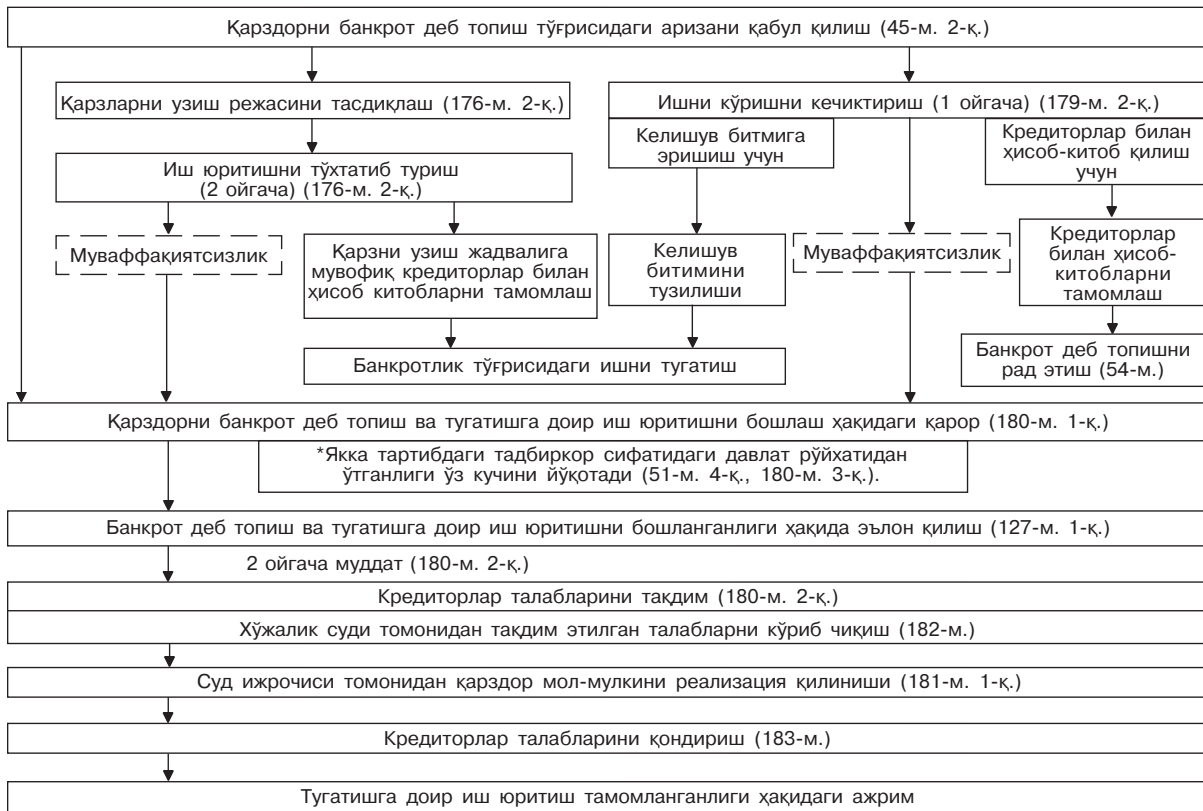 Қарздорни банкрот деб топиш тўғрисидаги аризани қабул қилиш (45-м. 2-қ.)
Қарзларни узиш режасини тасдиқлаш (176-м. 2-қ.)
Ишни кўришни кечиктириш (1 ойгача) (179-м. 2-қ.)
Келишув битмига
эришиш учун
Кредиторлар билан
ҳисоб-китоб қилиш
учун
Иш юритишни тўхтатиб туриш
(2 ойгача) (176-м. 2-қ.)
Муваффақиятсизлик
Қарзни узиш жадвалига
мувофиқ кредиторлар билан
ҳисоб китобларни тамомлаш
Келишув
битимини
тузилиши
Муваффақиятсизлик
Кредиторлар
билан ҳисоб-
китобларни
тамомлаш
Банкротлик тўғрисидаги ишни тугатиш
Банкрот деб топишни
рад этиш (54-м.)
Қарздорни банкрот деб топиш ва тугатишга доир иш юритишни бошлаш ҳақидаги қарор (180-м. 1-қ.)
*Якка тартибдаги тадбиркор сифатидаги давлат рўйхатидан
ўтганлиги ўз кучини йўқотади (51-м. 4-қ., 180-м. 3-қ.).
Банкрот деб топиш ва тугатишга доир иш юритишни бошланганлиги ҳақида эълон қилиш (127-м. 1-қ.)
2 ойгача муддат (180-м. 2-қ.)
Кредиторлар талабларини тақдим (180-м. 2-қ.)
Хўжалик суди томонидан тақдим этилган талабларни кўриб чиқиш (182-м.)
Суд ижрочиси томонидан қарздор мол-мулкини реализация қилиниши (181-м. 1-қ.)
Кредиторлар талабларини қондириш (183-м.)
Тугатишга доир иш юритиш тамомланганлиги ҳақидаги ажрим